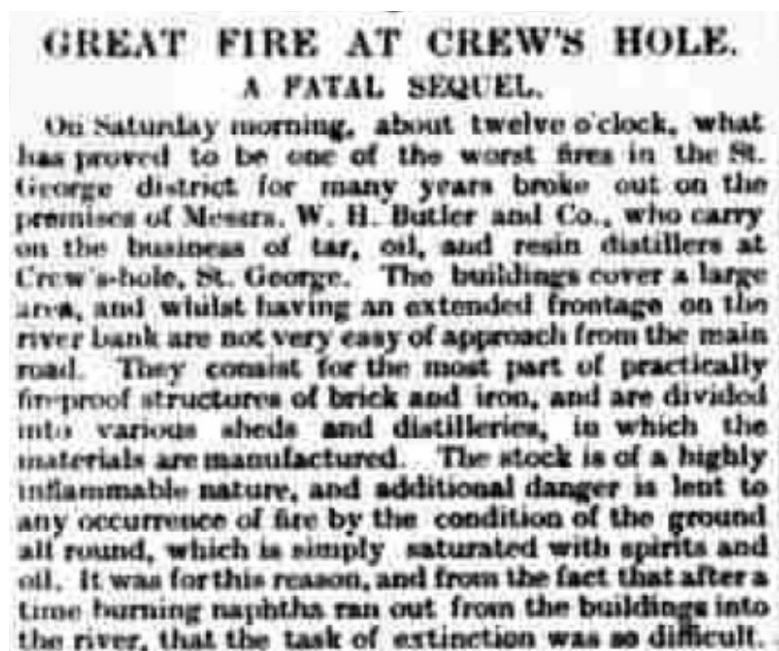 GREAT FIRE AT CREW'S HOLE.
A FATAL SEQUEL.
On Saturday morning, about twelve o'clock, what
has proved to be one of the worst fires in the St.
George district for many years broke out on the
premises of Messrs. W. H. Butler and Co., who carry
on the business of tar, oil, and resin distillers at
Crew's-hole, St. George. The buildings cover a large
area, and whilst having an extended frontage on the
river bank are not very easy of approach from the main
road. They consist for the most part of practically
fireproof structures of brick and iron, and are divided
into various sheds and distilleries, in which the
materials are manufactured. The stock is of a highly
inflammable nature, and additional danger is lent to
any occurrence of fire by the condition of the ground
all round, which is simply saturated with spirits and
oil. It was for this reason, and from the fact that after a
time burning naphtha ran out from the buildings into
the river, that the task of extinction was so difficult.